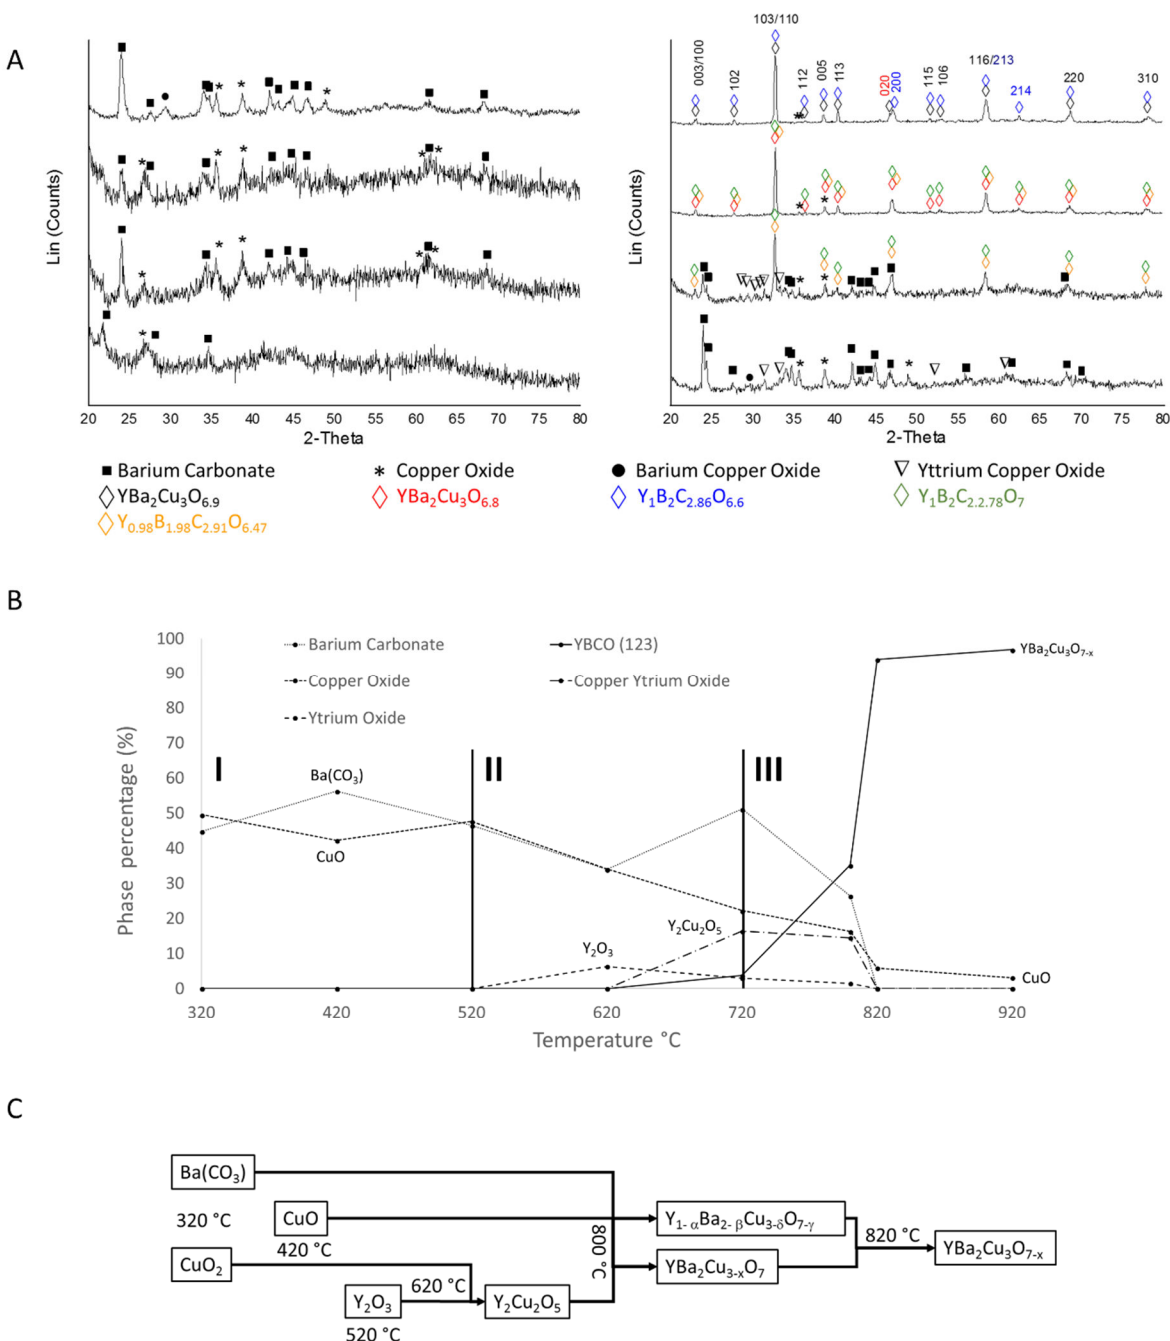 A
Lin (Counts)
20 25 30 35 40 45 50 55 60 65 70 75 80
2-Theta
103/110
003/100
102
112
005
113
020
200
115
106
116/213
214
220
310
Lin (Counts)
20 25 30 35 40 45 50 55 60 65 70 75 80
2-Theta
■ Barium Carbonate * Copper Oxide ● Barium Copper Oxide ▽ Yttrium Copper Oxide
◇ YBa₂Cu₃O₆.₉ ◇ YBa₂Cu₃O₆.₈ ◇ Y₁B₂C₂.₈₆O₆.₆ ◇ Y₁B₂C₂.₂.₇₈O₇
◇ Y₀.₉₈B₁.₉₈C₂.₉₁O₆.₄₇
B
Phase percentage (%)
100
90
80
70
60
50
40
30
20
10
0
Barium Carbonate YBCO (123)
Copper Oxide Copper Ytrium Oxide
Ytrium Oxide
I II III
YBa₂Cu₃O₇₋ₓ
Ba(CO₃)
CuO
Y₂O₃
Y₂Cu₂O₅
CuO
320 420 520 620 720 820 920
Temperature °C
C
Ba(CO₃)
320 °C
CuO
420 °C
CuO₂
Y₂O₃
520 °C
620 °C
Y₂Cu₂O₅
800 °C
Y₁₋ αBa₂₋ βCu₃₋δO₇₋γ
YBa₂Cu₃₋ₓO₇
820 °C
YBa₂Cu₃O₇₋ₓ